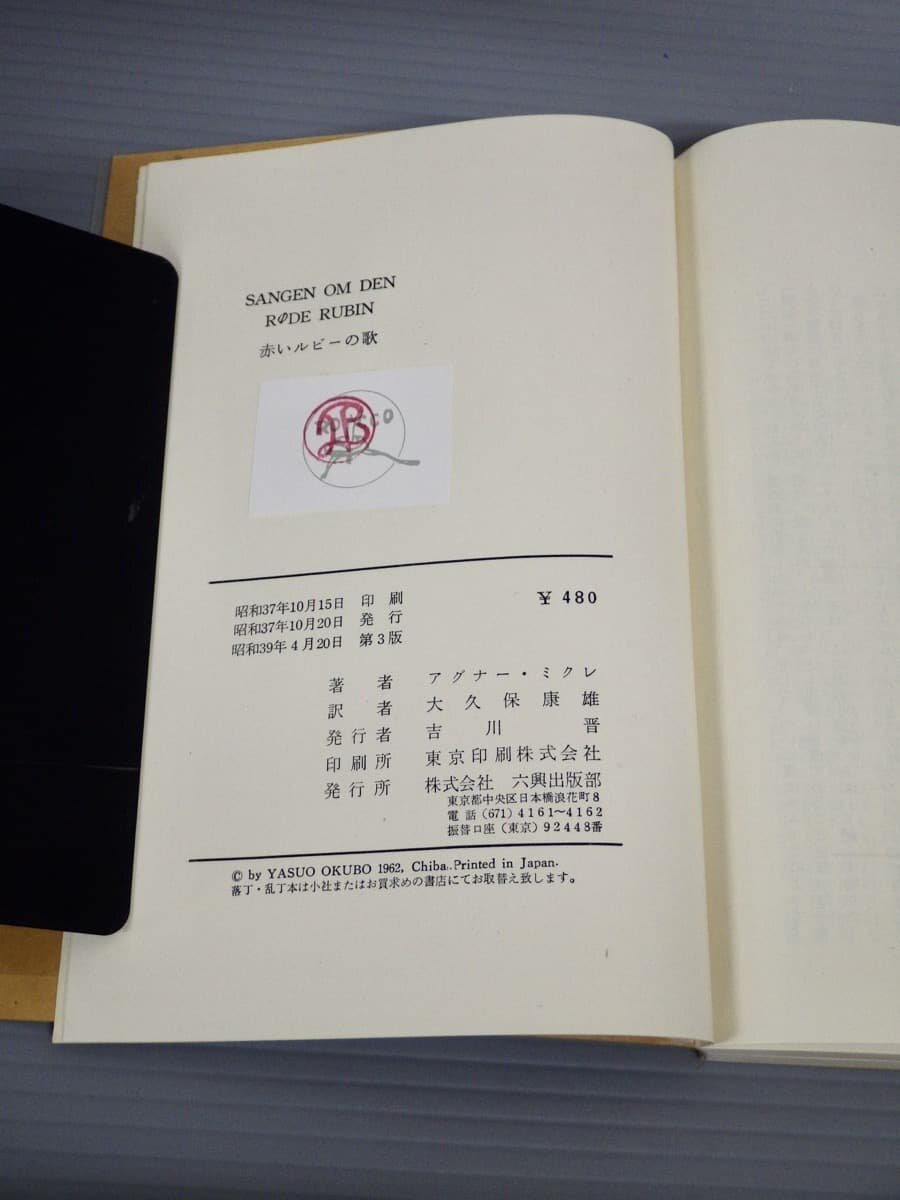 SANGEN OM DEN
RØDE RUBIN
赤いルビーの歌
昭和37年10月15日 印刷
昭和37年10月20日 発行
昭和39年4月20日 第3版
¥480
著者 アグナー・ミクレ
訳者 大久保康雄
発行者 吉川晋
印刷所 東京印刷株式会社
発行所 株式会社 六興出版部
東京都中央区日本橋浪花町8
電話(671)4161〜4162
振替口座(東京)92448番
© by YASUO OKUBO 1962, Chiba. Printed in Japan.
落丁・乱丁本は小社またはお買求めの書店にてお取替え致します。